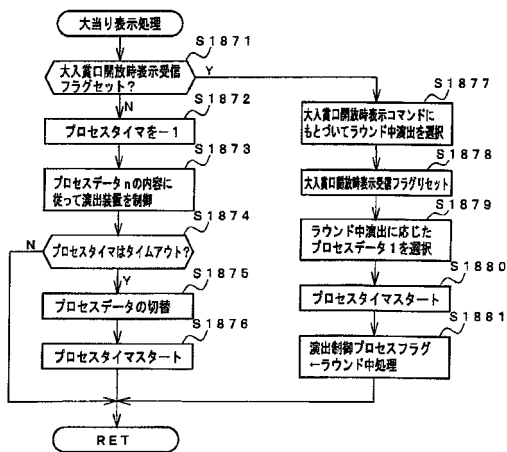 大当り表示処理
S1871
大入賞口開放時表示受信
フラグセット?
Y
N
S1872
プロセスタイマを-1
S1873
プロセスデータnの内容に
従って演出装置を制御
S1874
プロセスタイマはタイムアウト?
N
Y
S1875
プロセスデータの切替
S1876
プロセスタイマスタート
S1877
大入賞口開放時表示コマンドに
もとづいてラウンド中演出を選択
S1878
大入賞口開放時表示受信フラグリセット
S1879
ラウンド中演出に応じた
プロセスデータ1を選択
S1880
プロセスタイマスタート
S1881
演出制御プロセスフラグ
←ラウンド中処理
RET